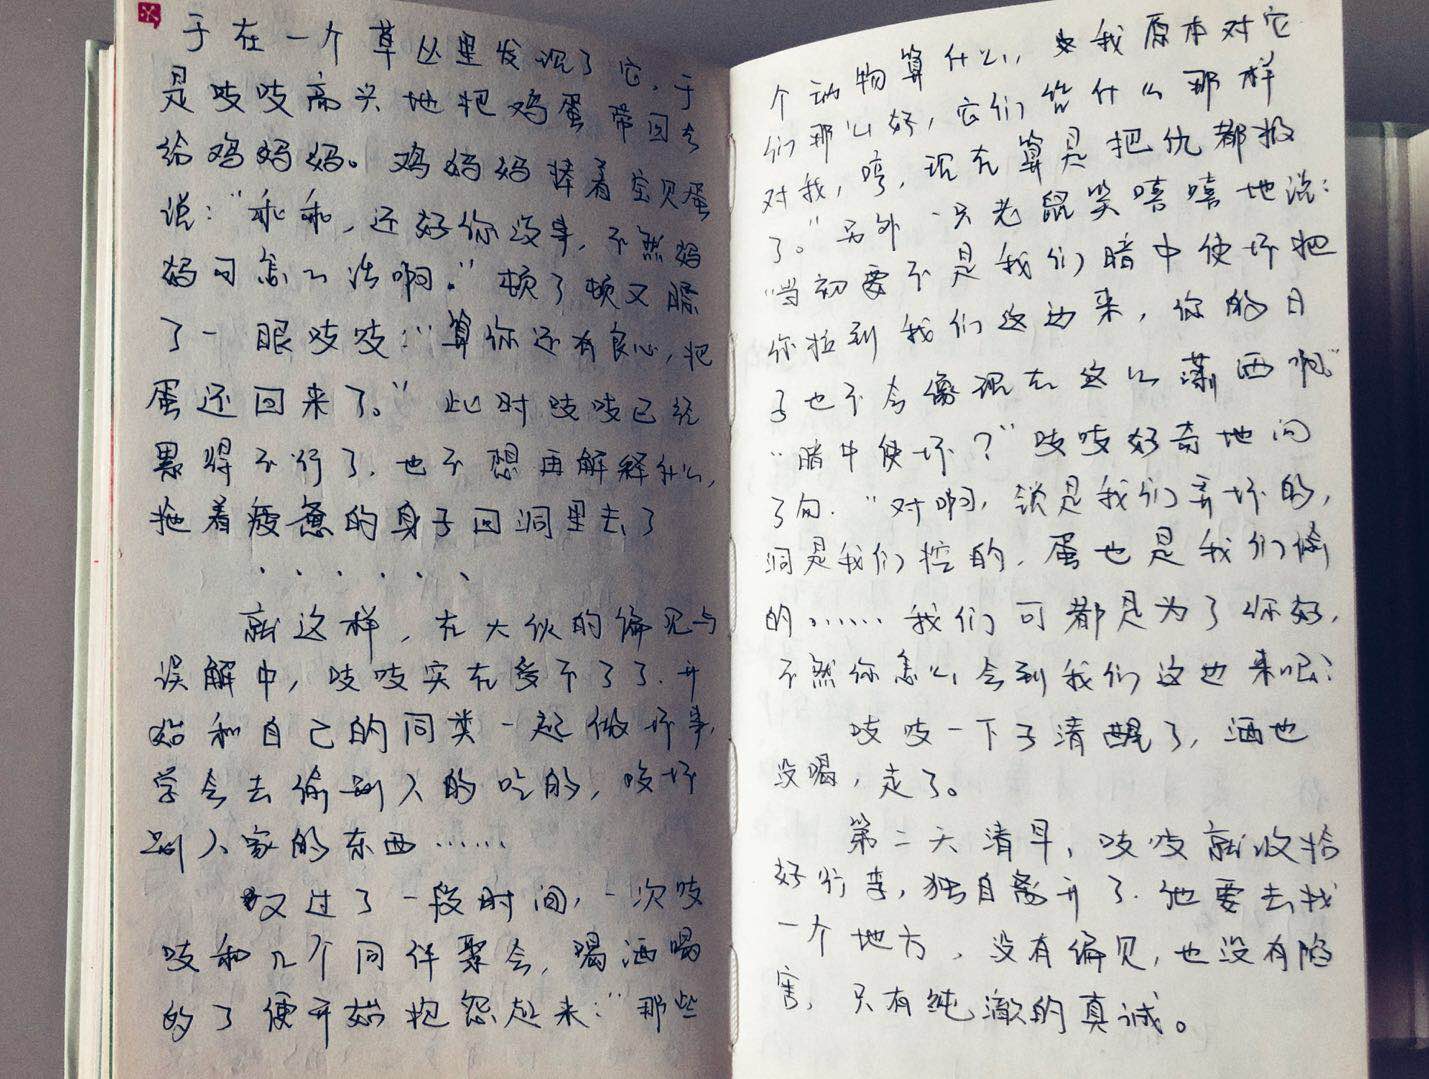 于在一个草丛里发现了它,于
是吱吱高兴地把鸡蛋带回去
给鸡妈妈。鸡妈妈捧着宝贝蛋
说:“乖乖,还好你没事,不然妈
妈可怎么活啊。”顿了顿又瞟
了一眼吱吱:“算你还有良心,把
蛋还回来了。”此时吱吱已经
累得不行了.也不想再解释什么,
拖着疲惫的身子回洞里去了
······
就这样,在大伙的偏见与
误解中,吱吱实在受不了了.开
始和自己的同类一起做坏事,
学会去偷别人的吃的,咬坏
别人家的东西······
又过了一段时间,一次吱
吱和几个同伴聚会,喝酒喝
的了便开始抱怨起来:“那些
个动物算什么,我原本对它
们那么好,它们凭什么那样
对我,哼,现在算是把仇都报
了。”另外一只老鼠笑嘻嘻地说:
“当初要不是我们暗中使坏把
你拉到我们这边来,你的日
子也不会像现在这么潇洒啊”
“暗中使坏?”吱吱好奇地问
了句.“对啊,锁是我们弄坏的,
洞是我们挖的.蛋也是我们偷
的,······我们可都是为了你好,
不然你怎么会到我们这边来呢?
吱吱一下子清醒了,酒也
没喝,走了。
第二天清早,吱吱就收拾
好行李,独自离开了.他要去找
一个地方,没有偏见,也没有陷
害,只有纯澈的真诚。